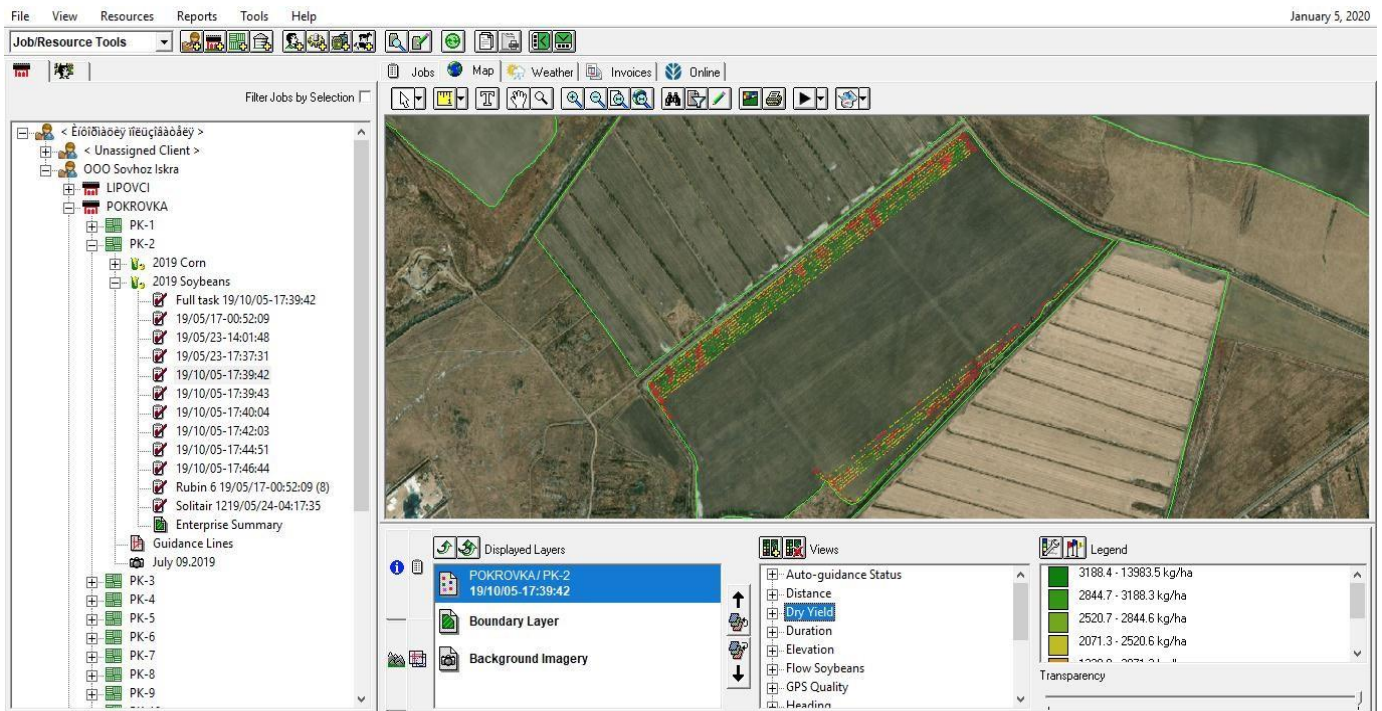 File View Resources Reports Tools Help
January 5, 2020
Job/Resource Tools
Jobs Map Weather Invoices Online
Filter Jobs by Selection
< Èíôîðìàöèÿ ïîëüçîâàòåëÿ >
< Unassigned Client >
OOO Sovhoz Iskra
LIPOVCI
POKROVKA
PK-1
PK-2
2019 Corn
2019 Soybeans
Full task 19/10/05-17:39:42
19/05/17-00:52:09
19/05/23-14:01:48
19/05/23-17:37:31
19/10/05-17:39:42
19/10/05-17:39:43
19/10/05-17:40:04
19/10/05-17:42:03
19/10/05-17:44:51
19/10/05-17:46:44
Rubin 6 19/05/17-00:52:09 (8)
Solitair 1219/05/24-04:17:35
Enterprise Summary
Guidance Lines
July 09.2019
PK-3
PK-4
PK-5
PK-6
PK-7
PK-8
PK-9
Displayed Layers
POKROVKA/ PK-2
19/10/05-17:39:42
Boundary Layer
Background Imagery
Views
Auto-guidance Status
Distance
Dry Yield
Duration
Elevation
Flow Soybeans
GPS Quality
Heading
Legend
3188.4 - 13983.5 kg/ha
2844.7 - 3188.3 kg/ha
2520.7 - 2844.6 kg/ha
2071.3 - 2520.6 kg/ha
Transparency